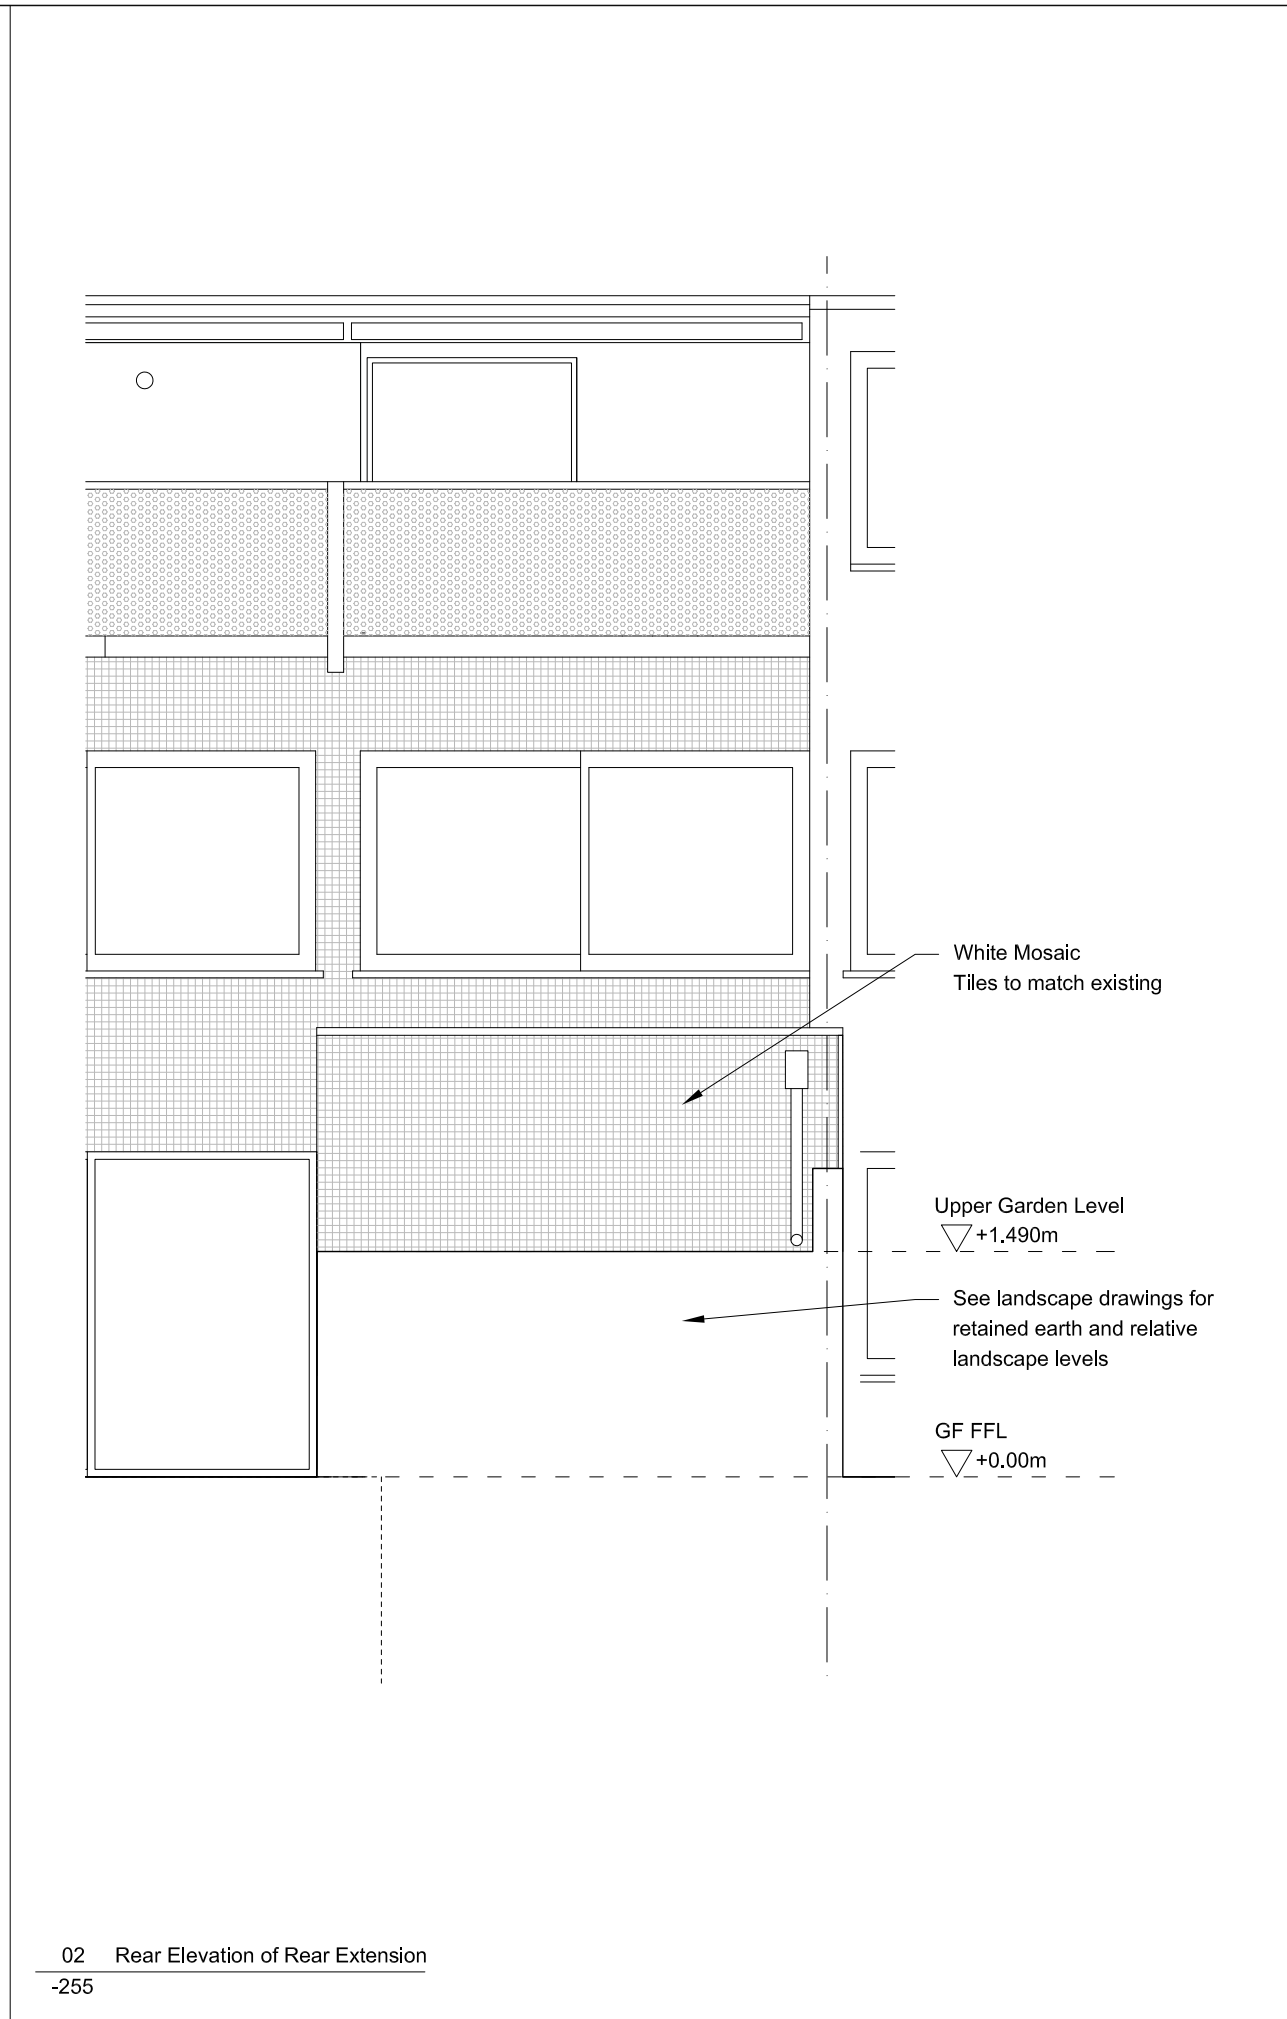 White Mosaic
Tiles to match existing
Upper Garden Level
+1.490m
See landscape drawings for
retained earth and relative
landscape levels
GF FFL
+0.00m
02 Rear Elevation of Rear Extension
-255